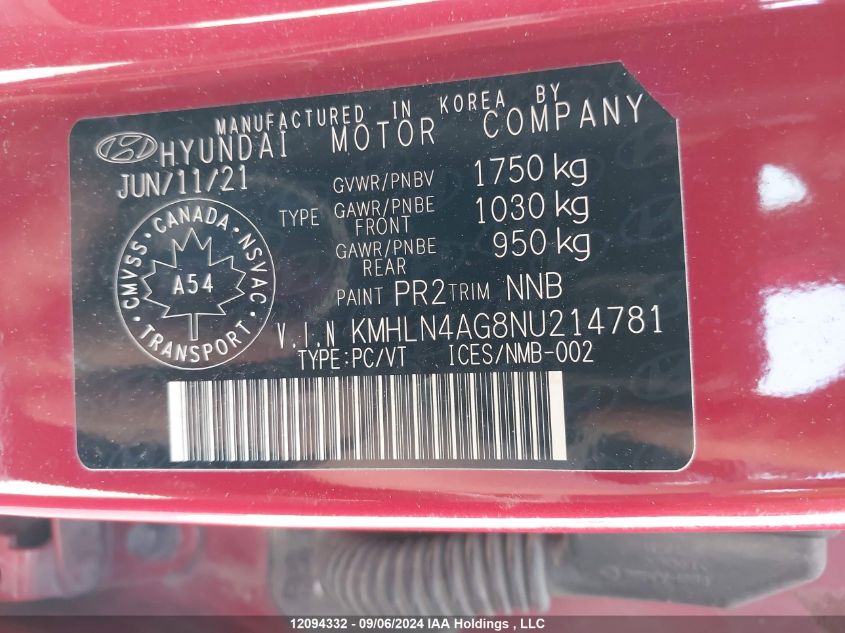 MANUFACTURED IN KOREA BY
HYUNDAI MOTOR COMPANY
JUN/11/21
GVWR/PNBV 1750 kg
TYPE GAWR/PNBE FRONT 1030 kg
GAWR/PNBE REAR 950 kg
CMVSS • CANADA • NSVAC • TRANSPORT •
A54
PAINT PR2 TRIM NNB
V.I.N KMHLN4AG8NU214781
TYPE:PC/VT ICES/NMB-002
12094332 - 09/06/2024 IAA Holdings , LLC